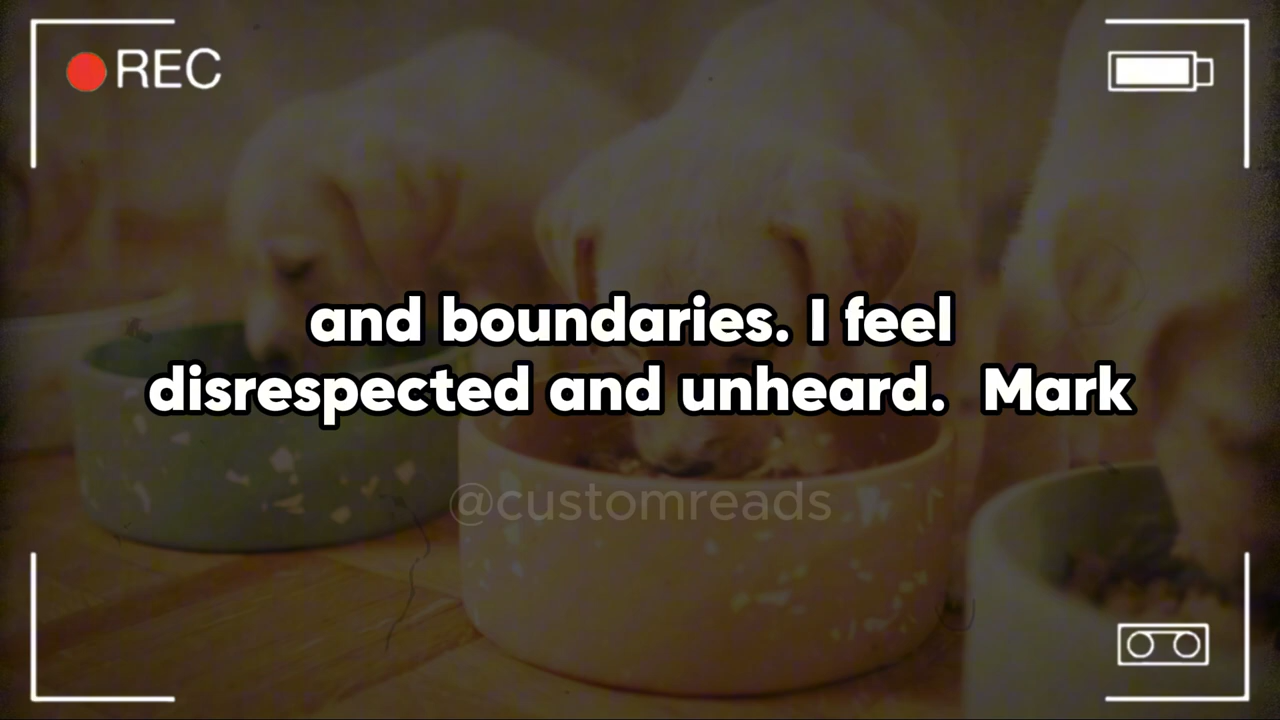 REC
and boundaries. I feel
disrespected and unheard.  Mark
@customreads